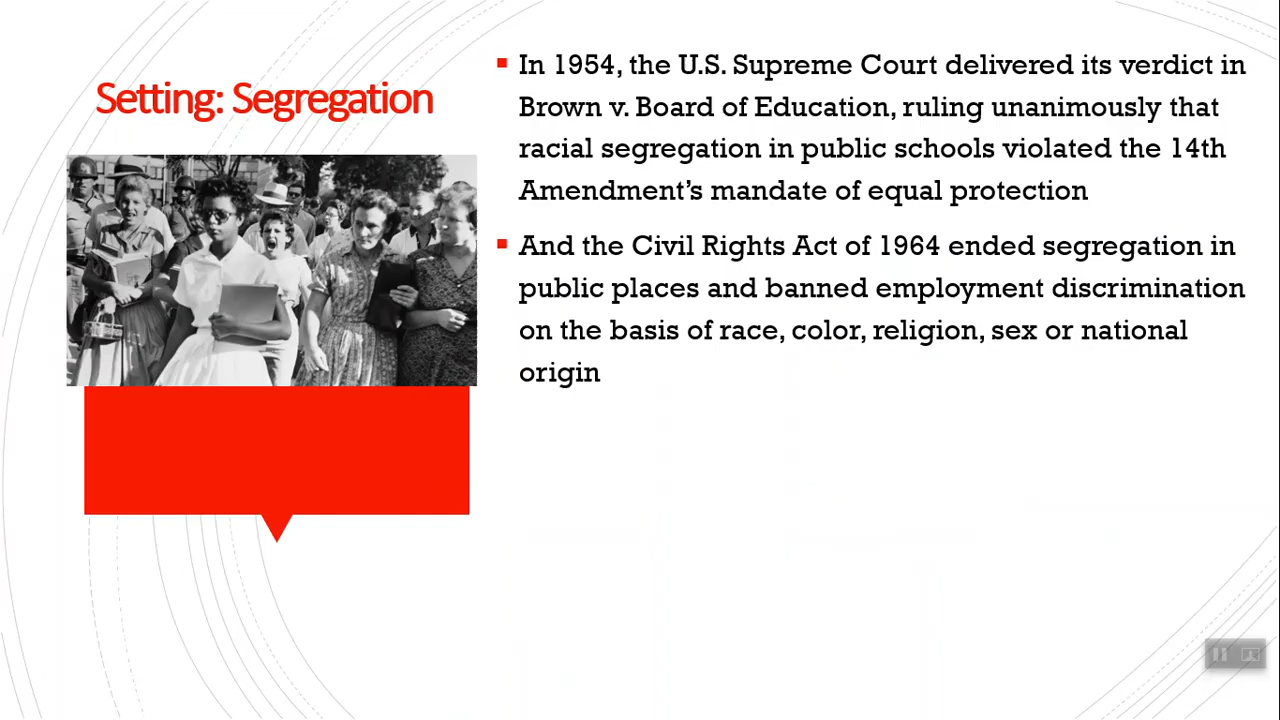 Setting: Segregation
In 1954, the U.S. Supreme Court delivered its verdict in
Brown v. Board of Education, ruling unanimously that
racial segregation in public schools violated the 14th
Amendment’s mandate of equal protection
And the Civil Rights Act of 1964 ended segregation in
public places and banned employment discrimination
on the basis of race, color, religion, sex or national
origin